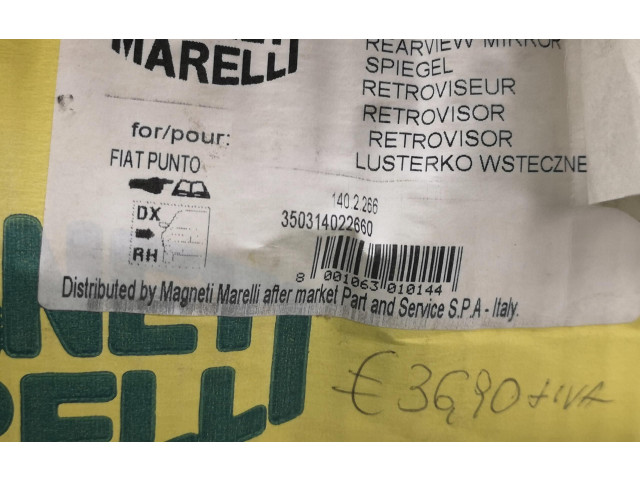 MARELLI
REARVIEW MIRROR
SPIEGEL
RETROVISEUR
RETROVISOR
RETROVISOR
LUSTERKO WSTECZNE
for/pour:
FIAT PUNTO
DX
RH
140.2.266
350314022660
8 001063 010144
Distributed by Magneti Marelli after market Part and Service S.P.A - Italy.
€ 36,90 + IVA